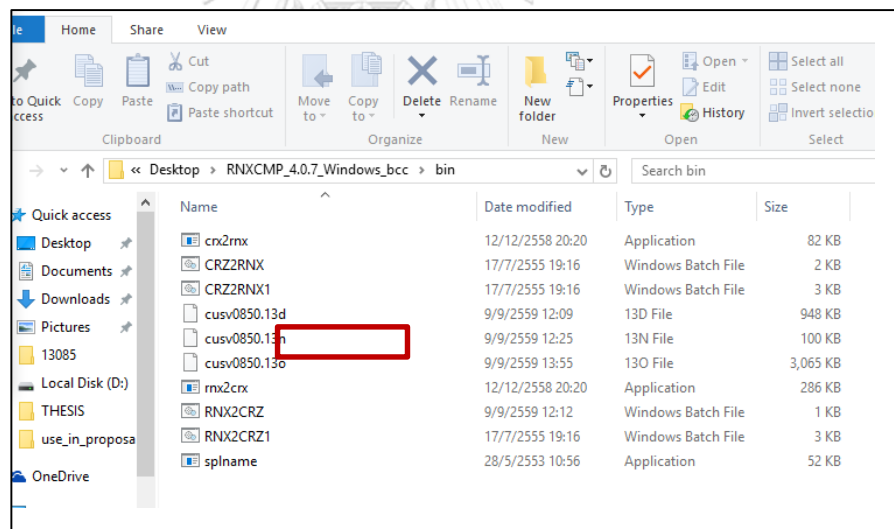 le Home Share View
Cut
Copy path
Paste shortcut
to Quick Copy Paste
ccess
Move Copy Delete Rename
to to
New
folder
Properties
Open
Edit
History
Select all
Select none
Invert selectio
Clipboard Organize New Open Select
« Desktop > RNXCMP_4.0.7_Windows_bcc > bin Search bin
Name Date modified Type Size
Quick access
Desktop
Documents
Downloads
Pictures
13085
Local Disk (D:)
THESIS
use_in_proposa
OneDrive
crx2rnx 12/12/2558 20:20 Application 82 KB
CRZ2RNX 17/7/2555 19:16 Windows Batch File 2 KB
CRZ2RNX1 17/7/2555 19:16 Windows Batch File 3 KB
cusv0850.13d 9/9/2559 12:09 13D File 948 KB
cusv0850.13n 9/9/2559 12:25 13N File 100 KB
cusv0850.13o 9/9/2559 13:55 13O File 3,065 KB
rnx2crx 12/12/2558 20:20 Application 286 KB
RNX2CRZ 9/9/2559 12:12 Windows Batch File 1 KB
RNX2CRZ1 17/7/2555 19:16 Windows Batch File 3 KB
splname 28/5/2553 10:56 Application 52 KB